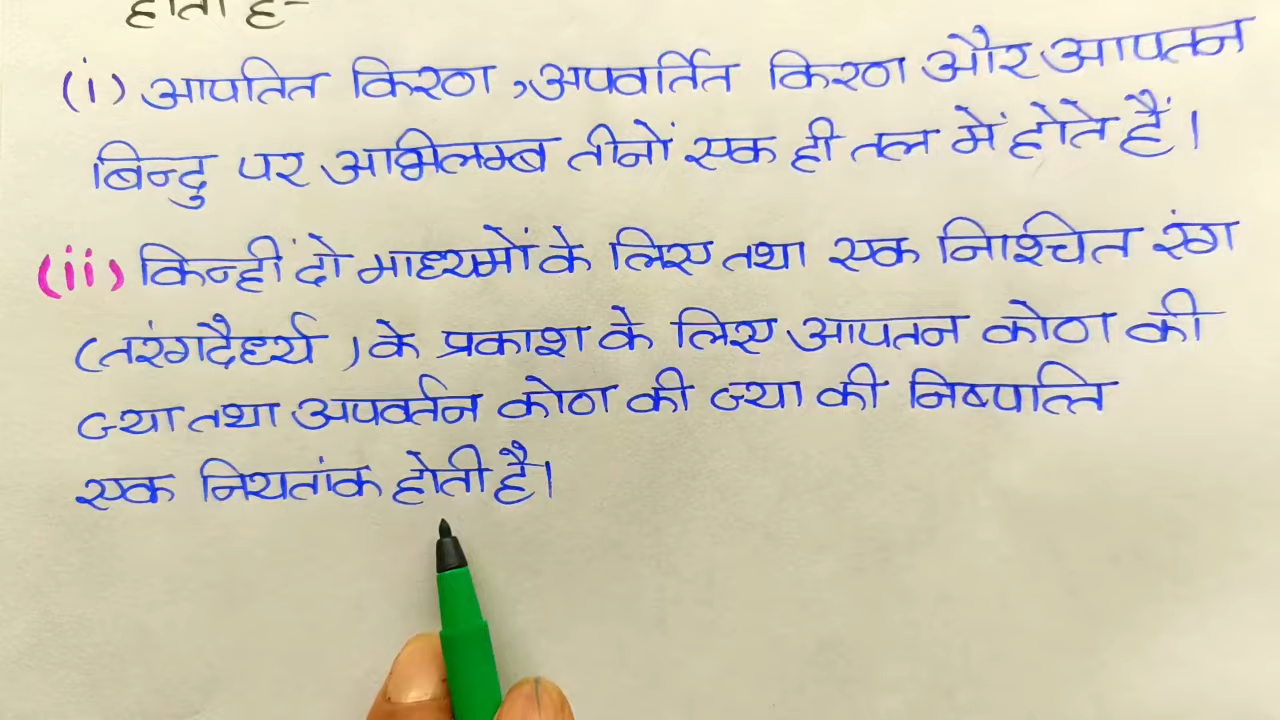 होता है-
(i) आपतित किरण ,अपवर्तित किरण और आपतन
बिन्दु पर अभिलम्ब तीनों एक ही तल में होते हैं।
(ii) किन्हीं दो माध्यमों के लिए तथा एक निश्चित रंग
(तरंगदैर्ध्य) के प्रकाश के लिए आपतन कोण की
ज्या तथा अपवर्तन कोण की ज्या की निष्पत्ति
एक नियतांक होती है।